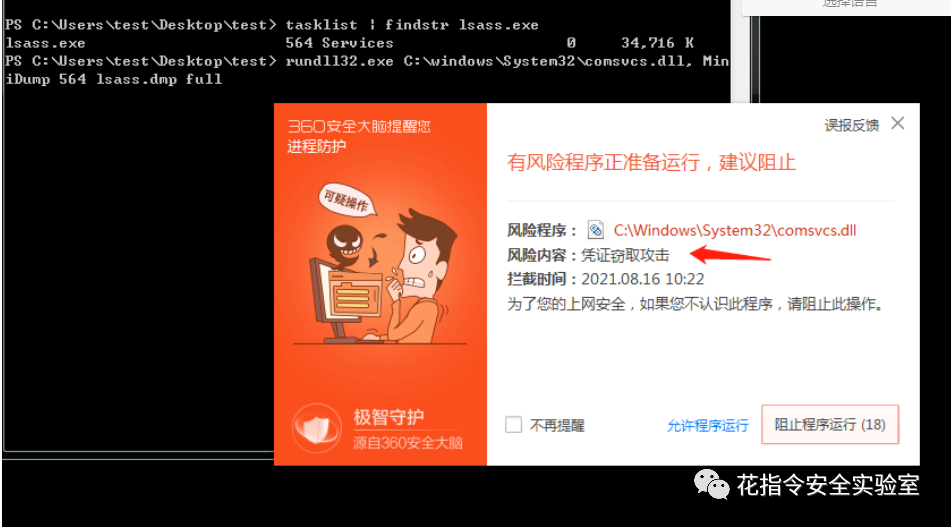 选择语言
PS C:\Users\test\Desktop\test> tasklist | findstr lsass.exe
lsass.exe 564 Services 0 34,716 K
PS C:\Users\test\Desktop\test> rundll32.exe C:\windows\System32\comsvcs.dll, Min
iDump 564 lsass.dmp full
360安全大脑提醒您
进程防护
误报反馈
可疑操作
有风险程序正准备运行，建议阻止
风险程序： C:\Windows\System32\comsvcs.dll
风险内容：凭证窃取攻击
拦截时间：2021.08.16 10:22
为了您的上网安全，如果您不认识此程序，请阻止此操作。
极智守护
源自360安全大脑
不再提醒
允许程序运行
阻止程序运行 (18)
花指令安全实验室